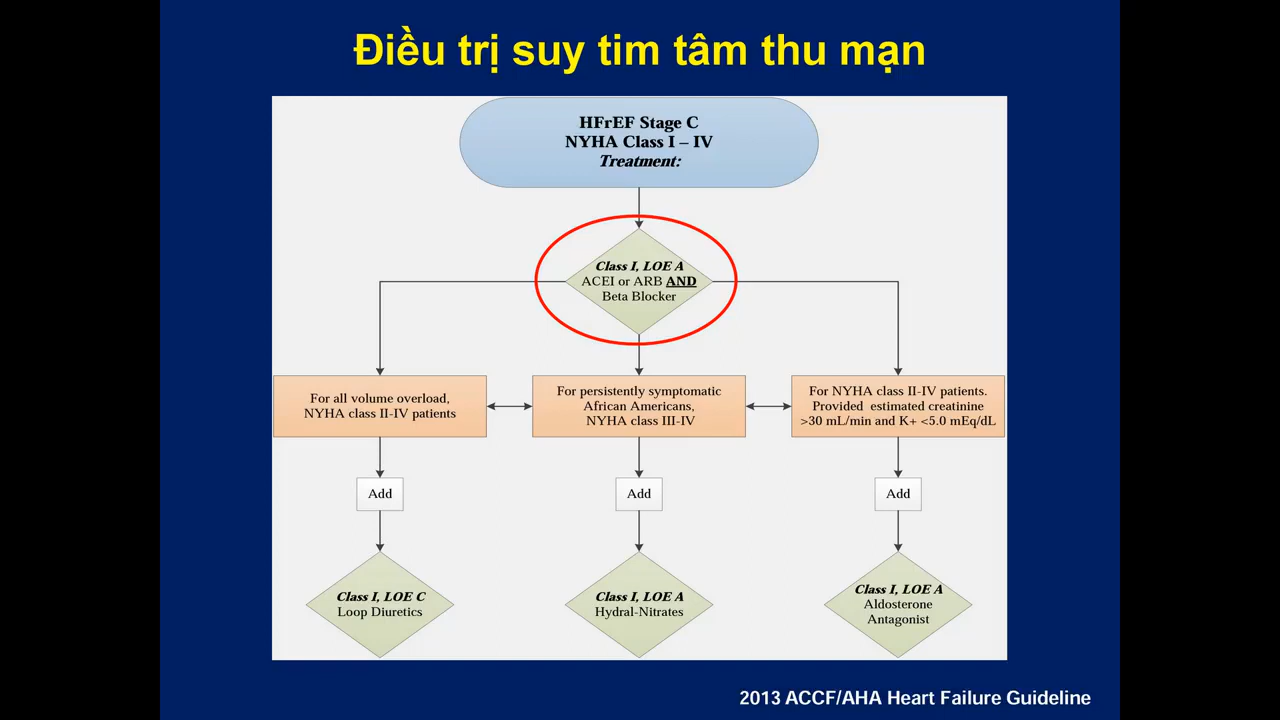 Điều trị suy tim tâm thu mạn
HFrEF Stage C
NYHA Class I – IV
Treatment:
Class I, LOE A
ACEI or ARB AND
Beta Blocker
For all volume overload,
NYHA class II-IV patients
For persistently symptomatic
African Americans,
NYHA class III-IV
For NYHA class II-IV patients.
Provided estimated creatinine
>30 mL/min and K+ <5.0 mEq/dL
Add
Add
Add
Class I, LOE C
Loop Diuretics
Class I, LOE A
Hydral-Nitrates
Class I, LOE A
Aldosterone
Antagonist
2013 ACCF/AHA Heart Failure Guideline